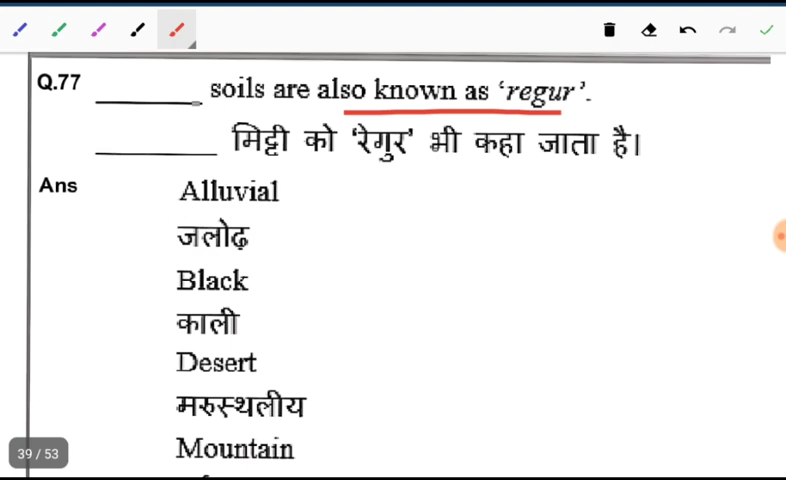 Q.77 ________ soils are also known as ‘regur’.
________ मिट्टी को ‘रेगुर’ भी कहा जाता है।
Ans Alluvial
जलोढ़
Black
काली
Desert
मरुस्थलीय
Mountain
39 / 53